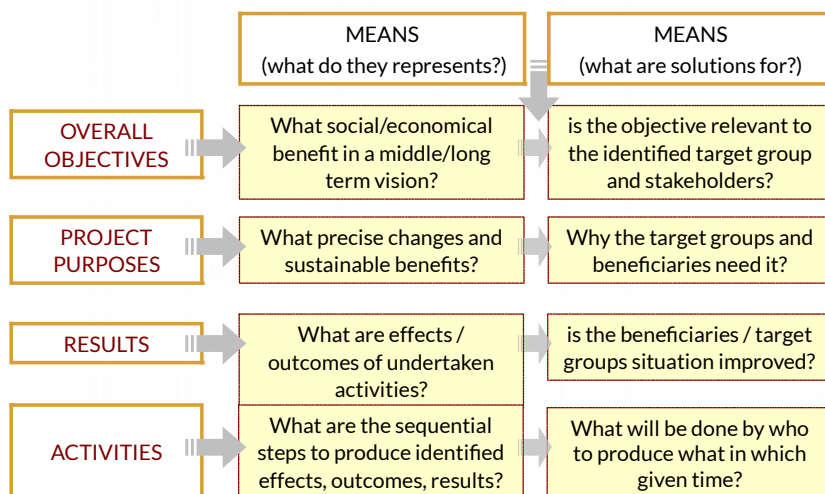 MEANS
(what do they represents?)
MEANS
(what are solutions for?)
OVERALL
OBJECTIVES
What social/economical
benefit in a middle/long
term vision?
is the objective relevant to
the identified target group
and stakeholders?
PROJECT
PURPOSES
What precise changes and
sustainable benefits?
Why the target groups and
beneficiaries need it?
RESULTS
What are effects /
outcomes of undertaken
activities?
is the beneficiaries / target
groups situation improved?
ACTIVITIES
What are the sequential
steps to produce identified
effects, outcomes, results?
What will be done by who
to produce what in which
given time?